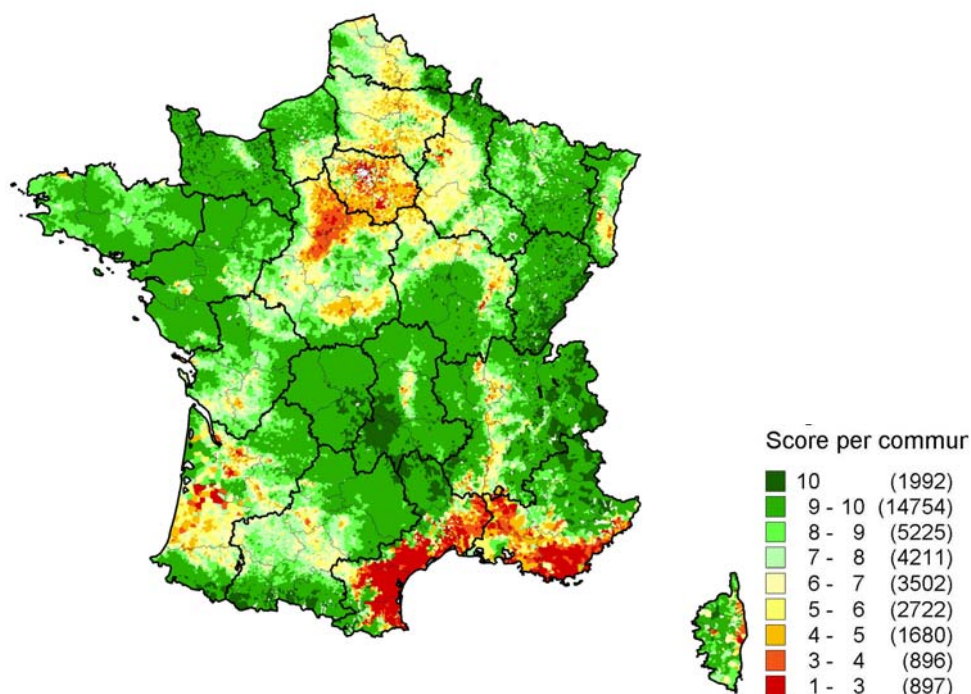 Score per commur
10 (1992)
9 - 10 (14754)
8 - 9 (5225)
7 - 8 (4211)
6 - 7 (3502)
5 - 6 (2722)
4 - 5 (1680)
3 - 4 (896)
1 - 3 (897)